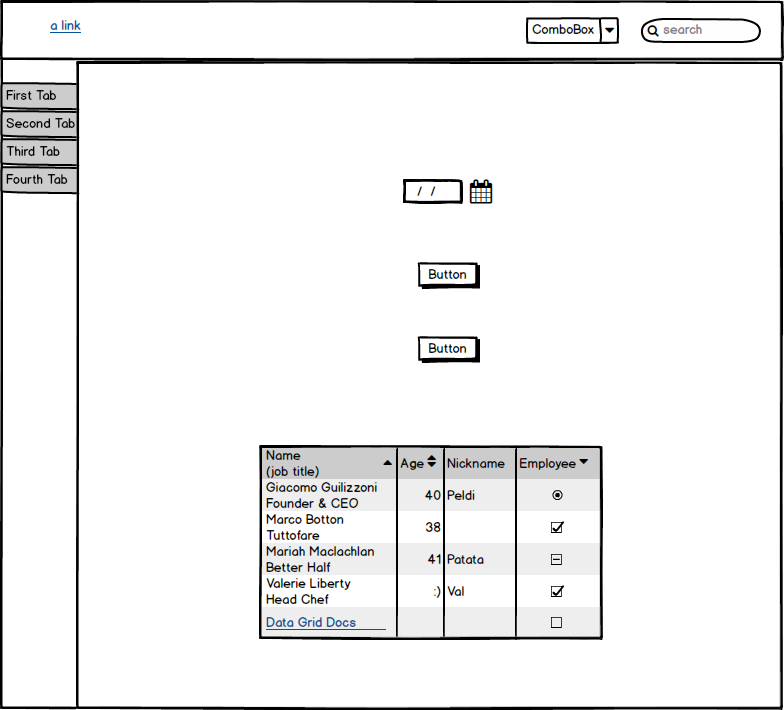 a link
ComboBox
search
First Tab
Second Tab
Third Tab
Fourth Tab
/ /
Button
Button
Name
(job title)
Age
Nickname
Employee
Giacomo Guilizzoni
Founder & CEO
40
Peldi
Marco Botton
Tuttofare
38
Mariah Maclachlan
Better Half
41
Patata
Valerie Liberty
Head Chef
:)
Val
Data Grid Docs